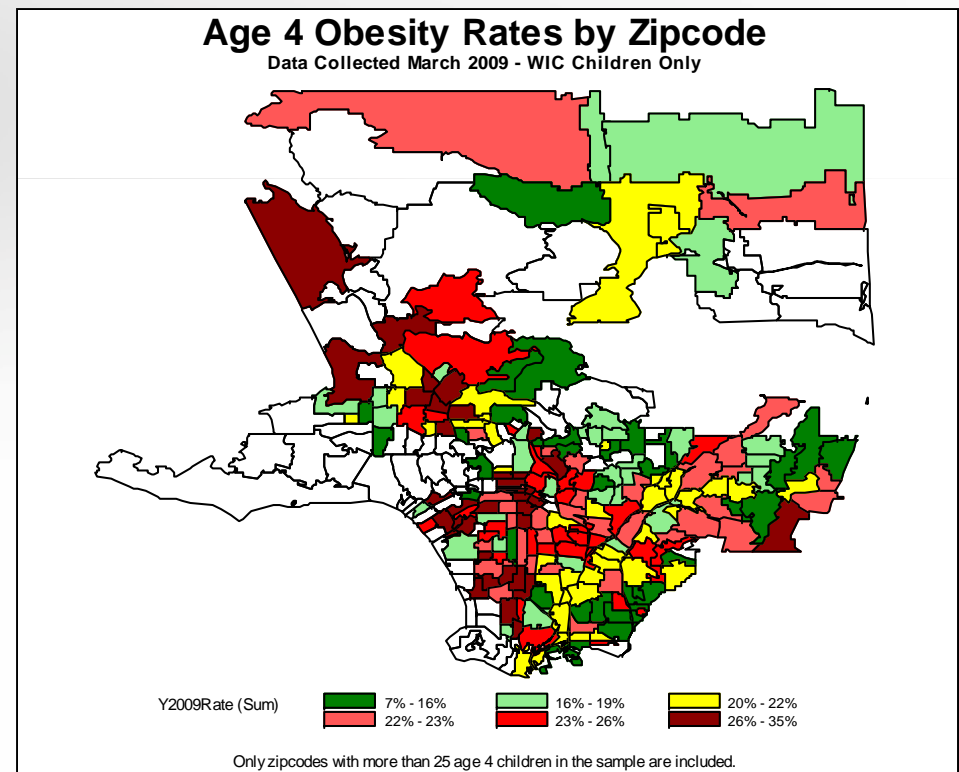 Age 4 Obesity Rates by Zipcode
Data Collected March 2009 - WIC Children Only
Y2009Rate (Sum) 7% - 16% 16% - 19% 20% - 22%
22% - 23% 23% - 26% 26% - 35%
Only zipcodes with more than 25 age 4 children in the sample are included.